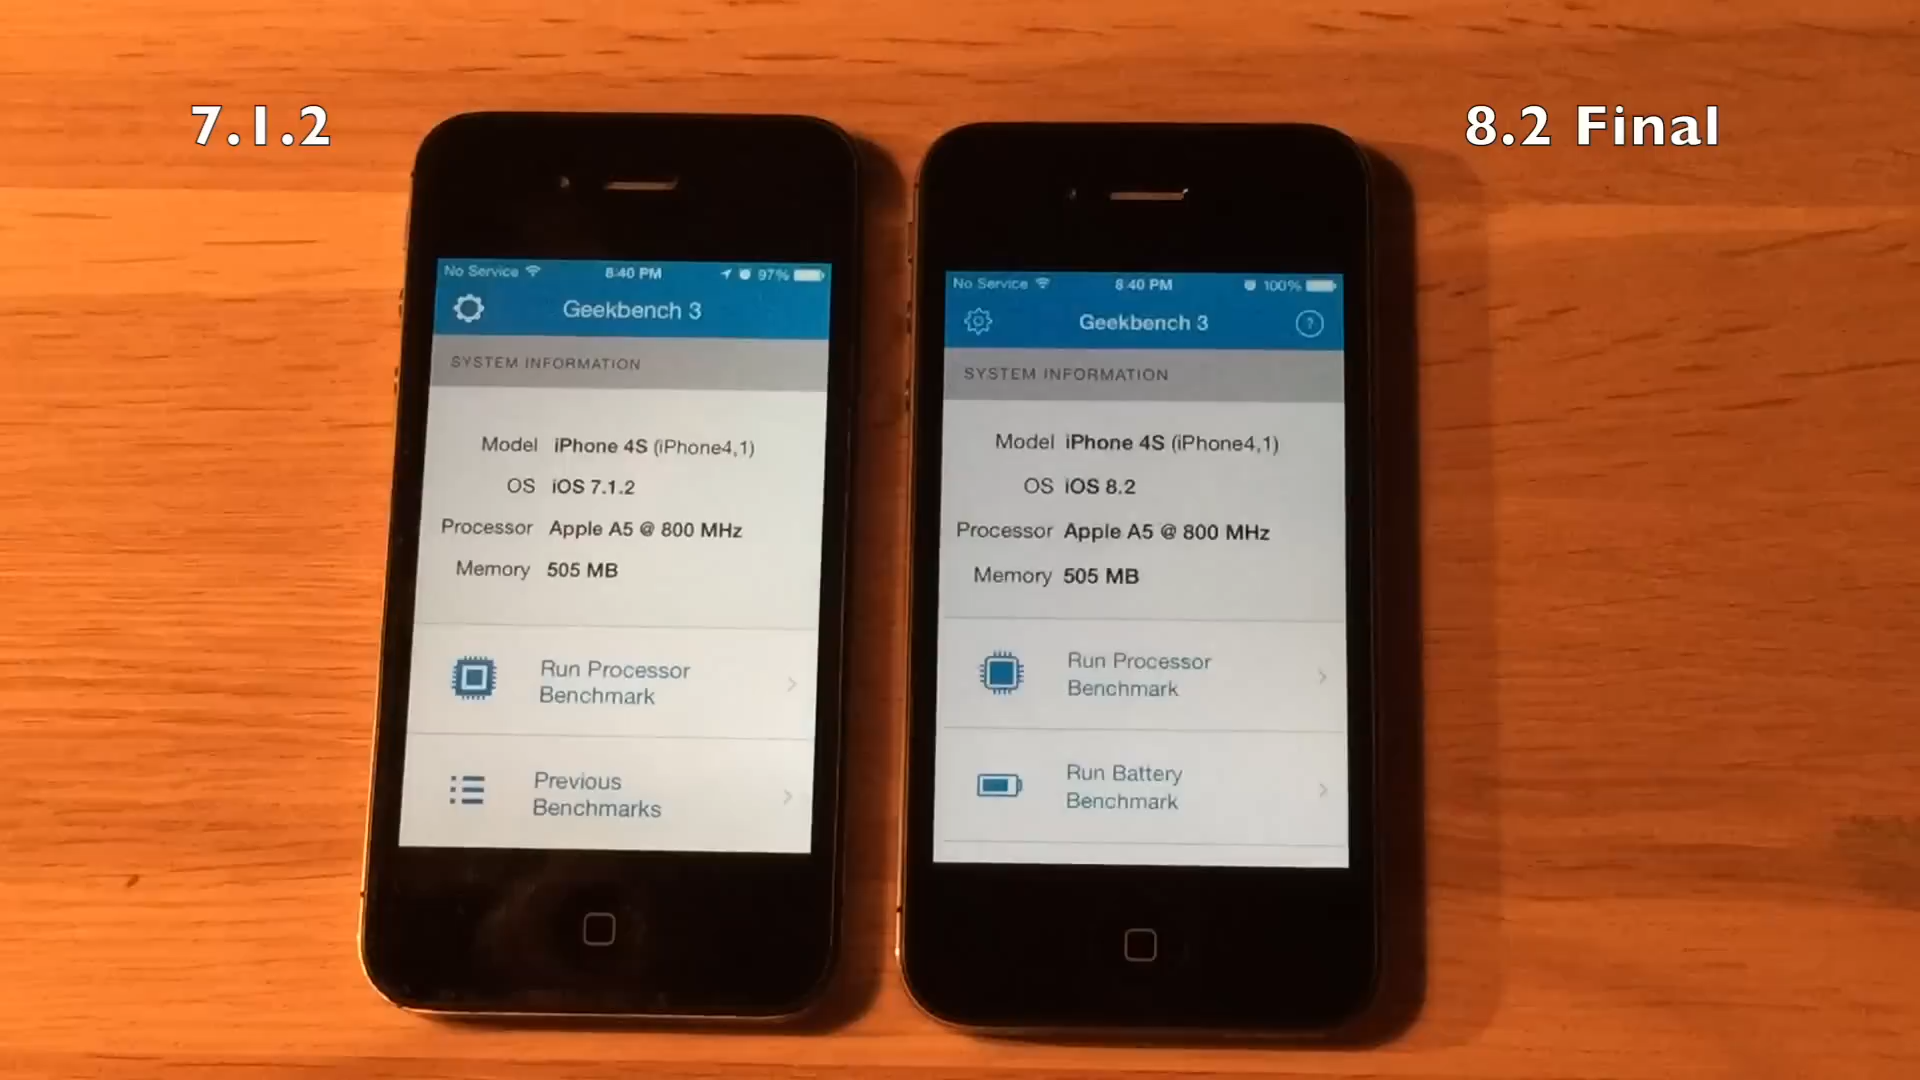 7.1.2
8.2 Final
No Service 8:40 PM 97%
Geekbench 3
SYSTEM INFORMATION
Model iPhone 4S (iPhone4,1)
OS iOS 7.1.2
Processor Apple A5 @ 800 MHz
Memory 505 MB
Run Processor
Benchmark
Previous
Benchmarks
No Service 8:40 PM 100%
Geekbench 3 ?
SYSTEM INFORMATION
Model iPhone 4S (iPhone4,1)
OS iOS 8.2
Processor Apple A5 @ 800 MHz
Memory 505 MB
Run Processor
Benchmark
Run Battery
Benchmark